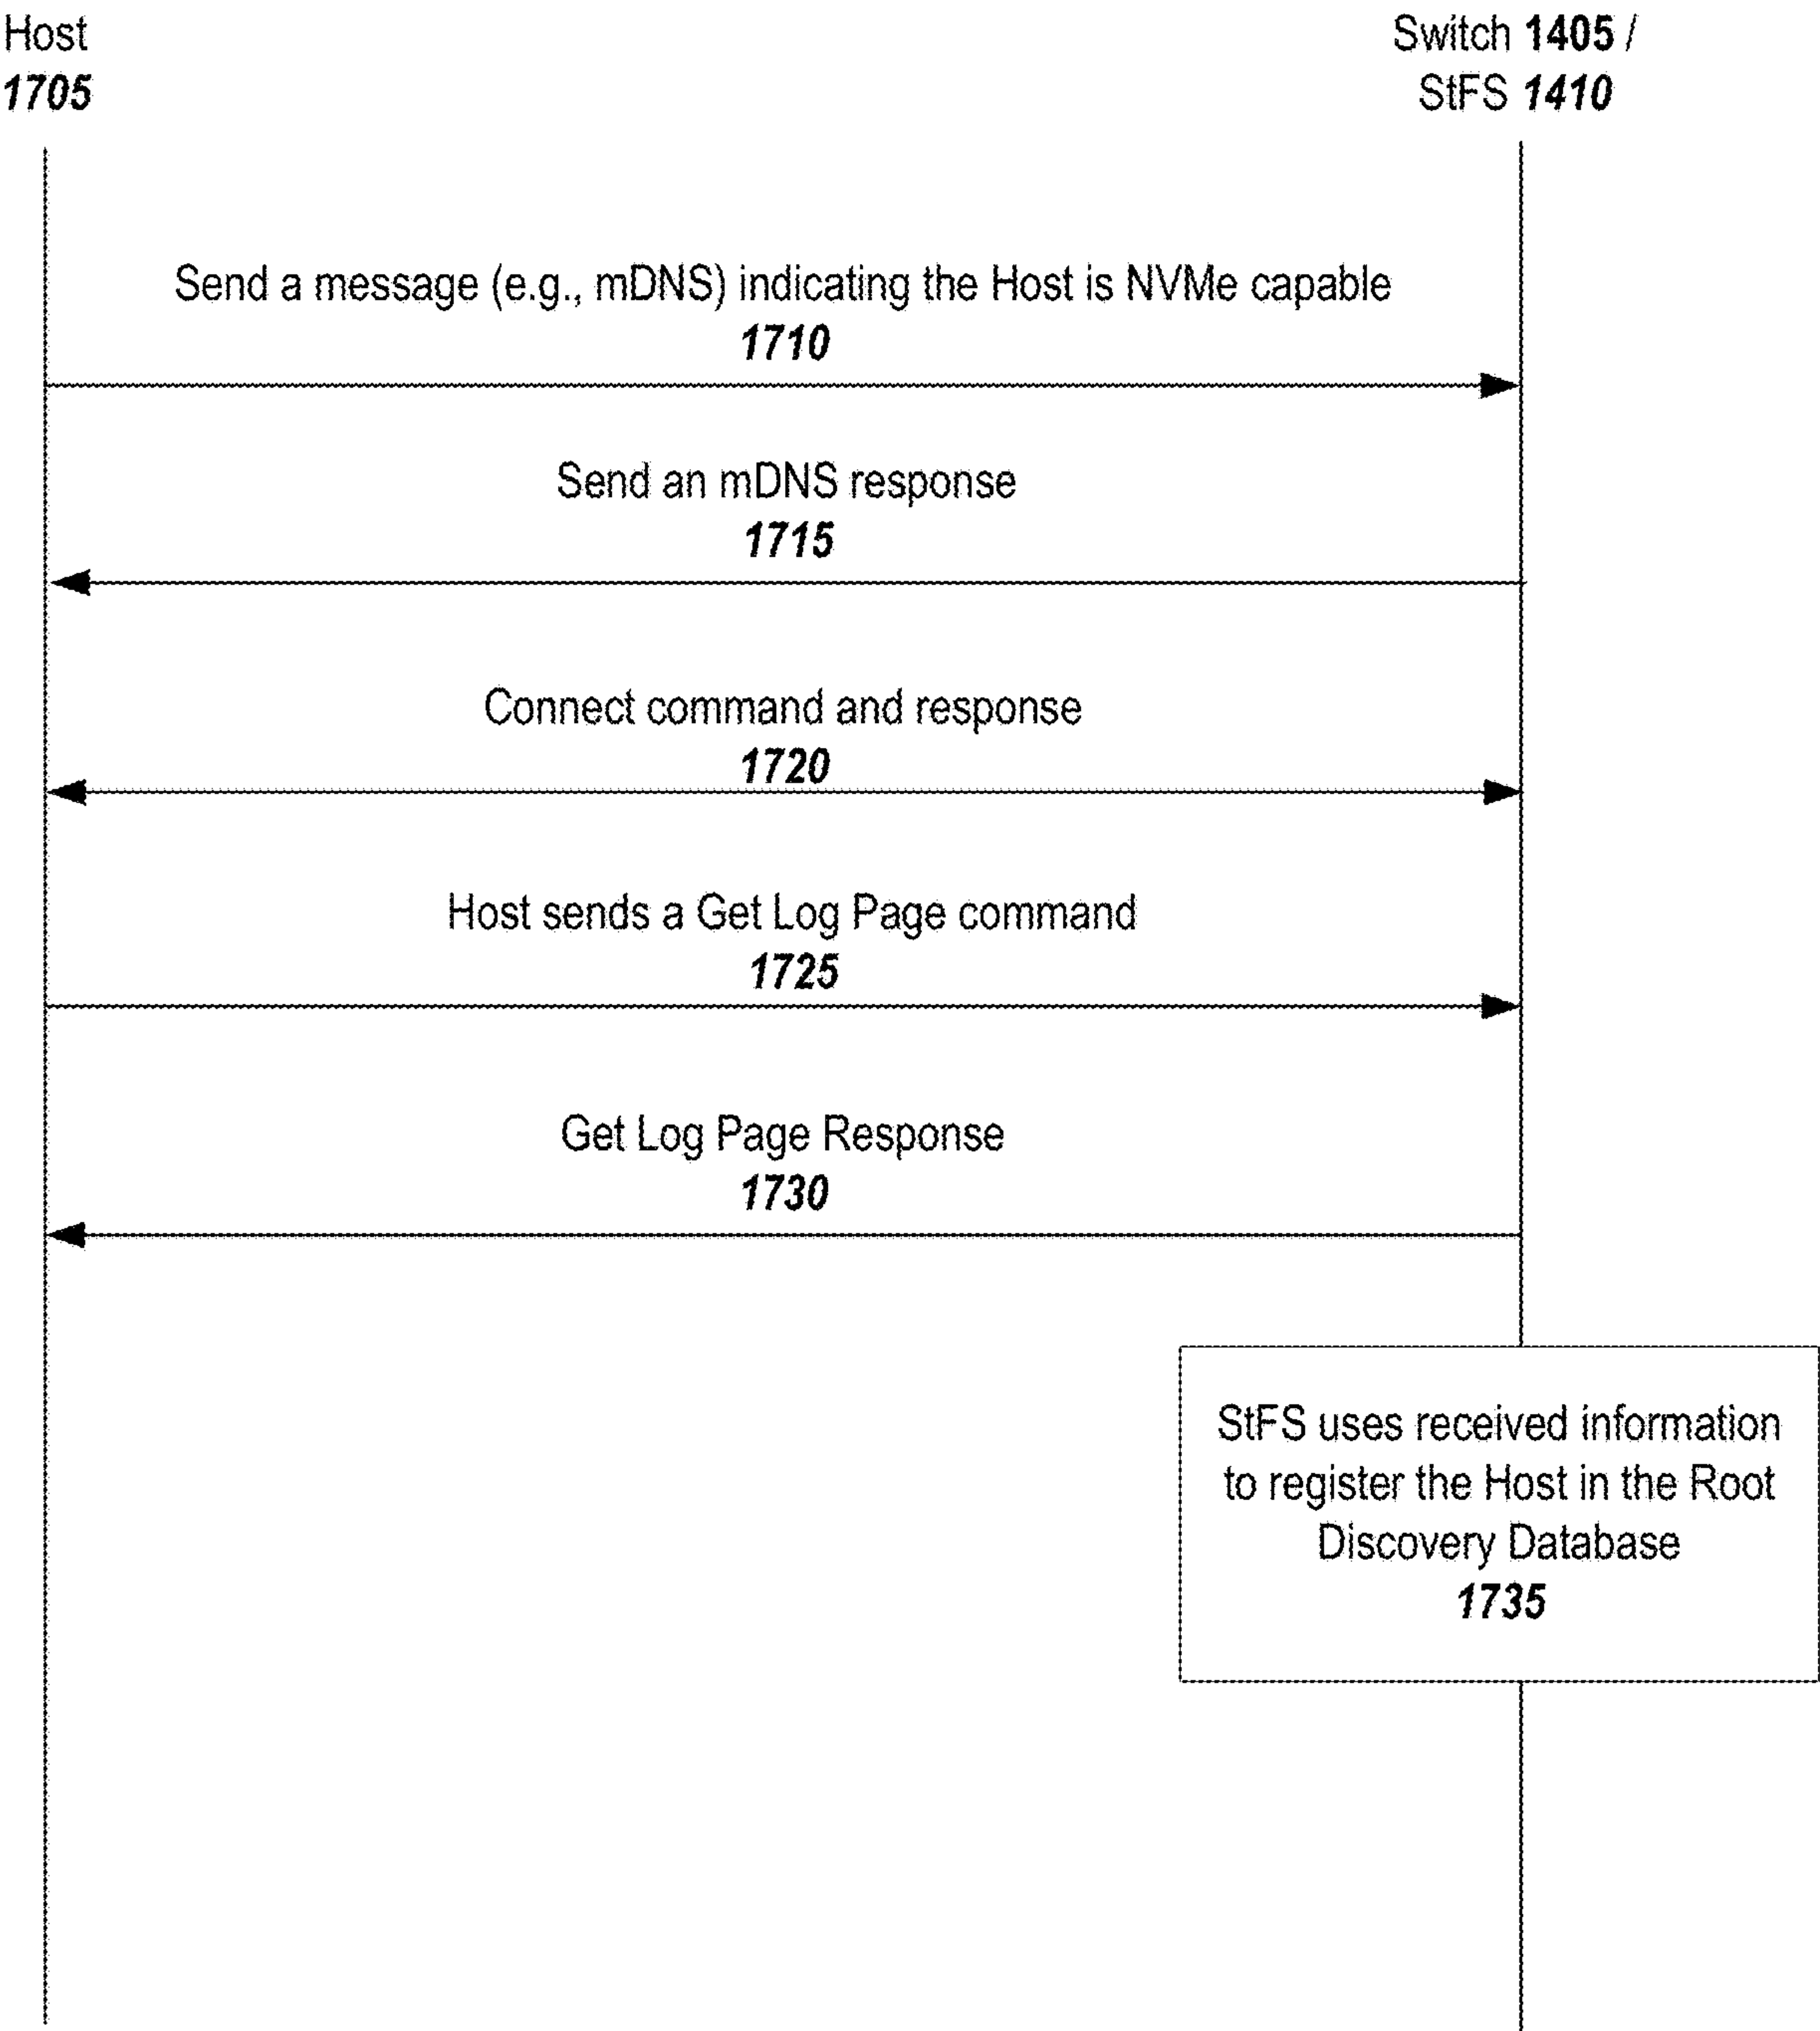 Host
1705
Switch 1405 /
StFS 1410
Send a message (e.g., mDNS) indicating the Host is NVMe capable
1710
Send an mDNS response
1715
Connect command and response
1720
Host sends a Get Log Page command
1725
Get Log Page Response
1730
StFS uses received information
to register the Host in the Root
Discovery Database
1735